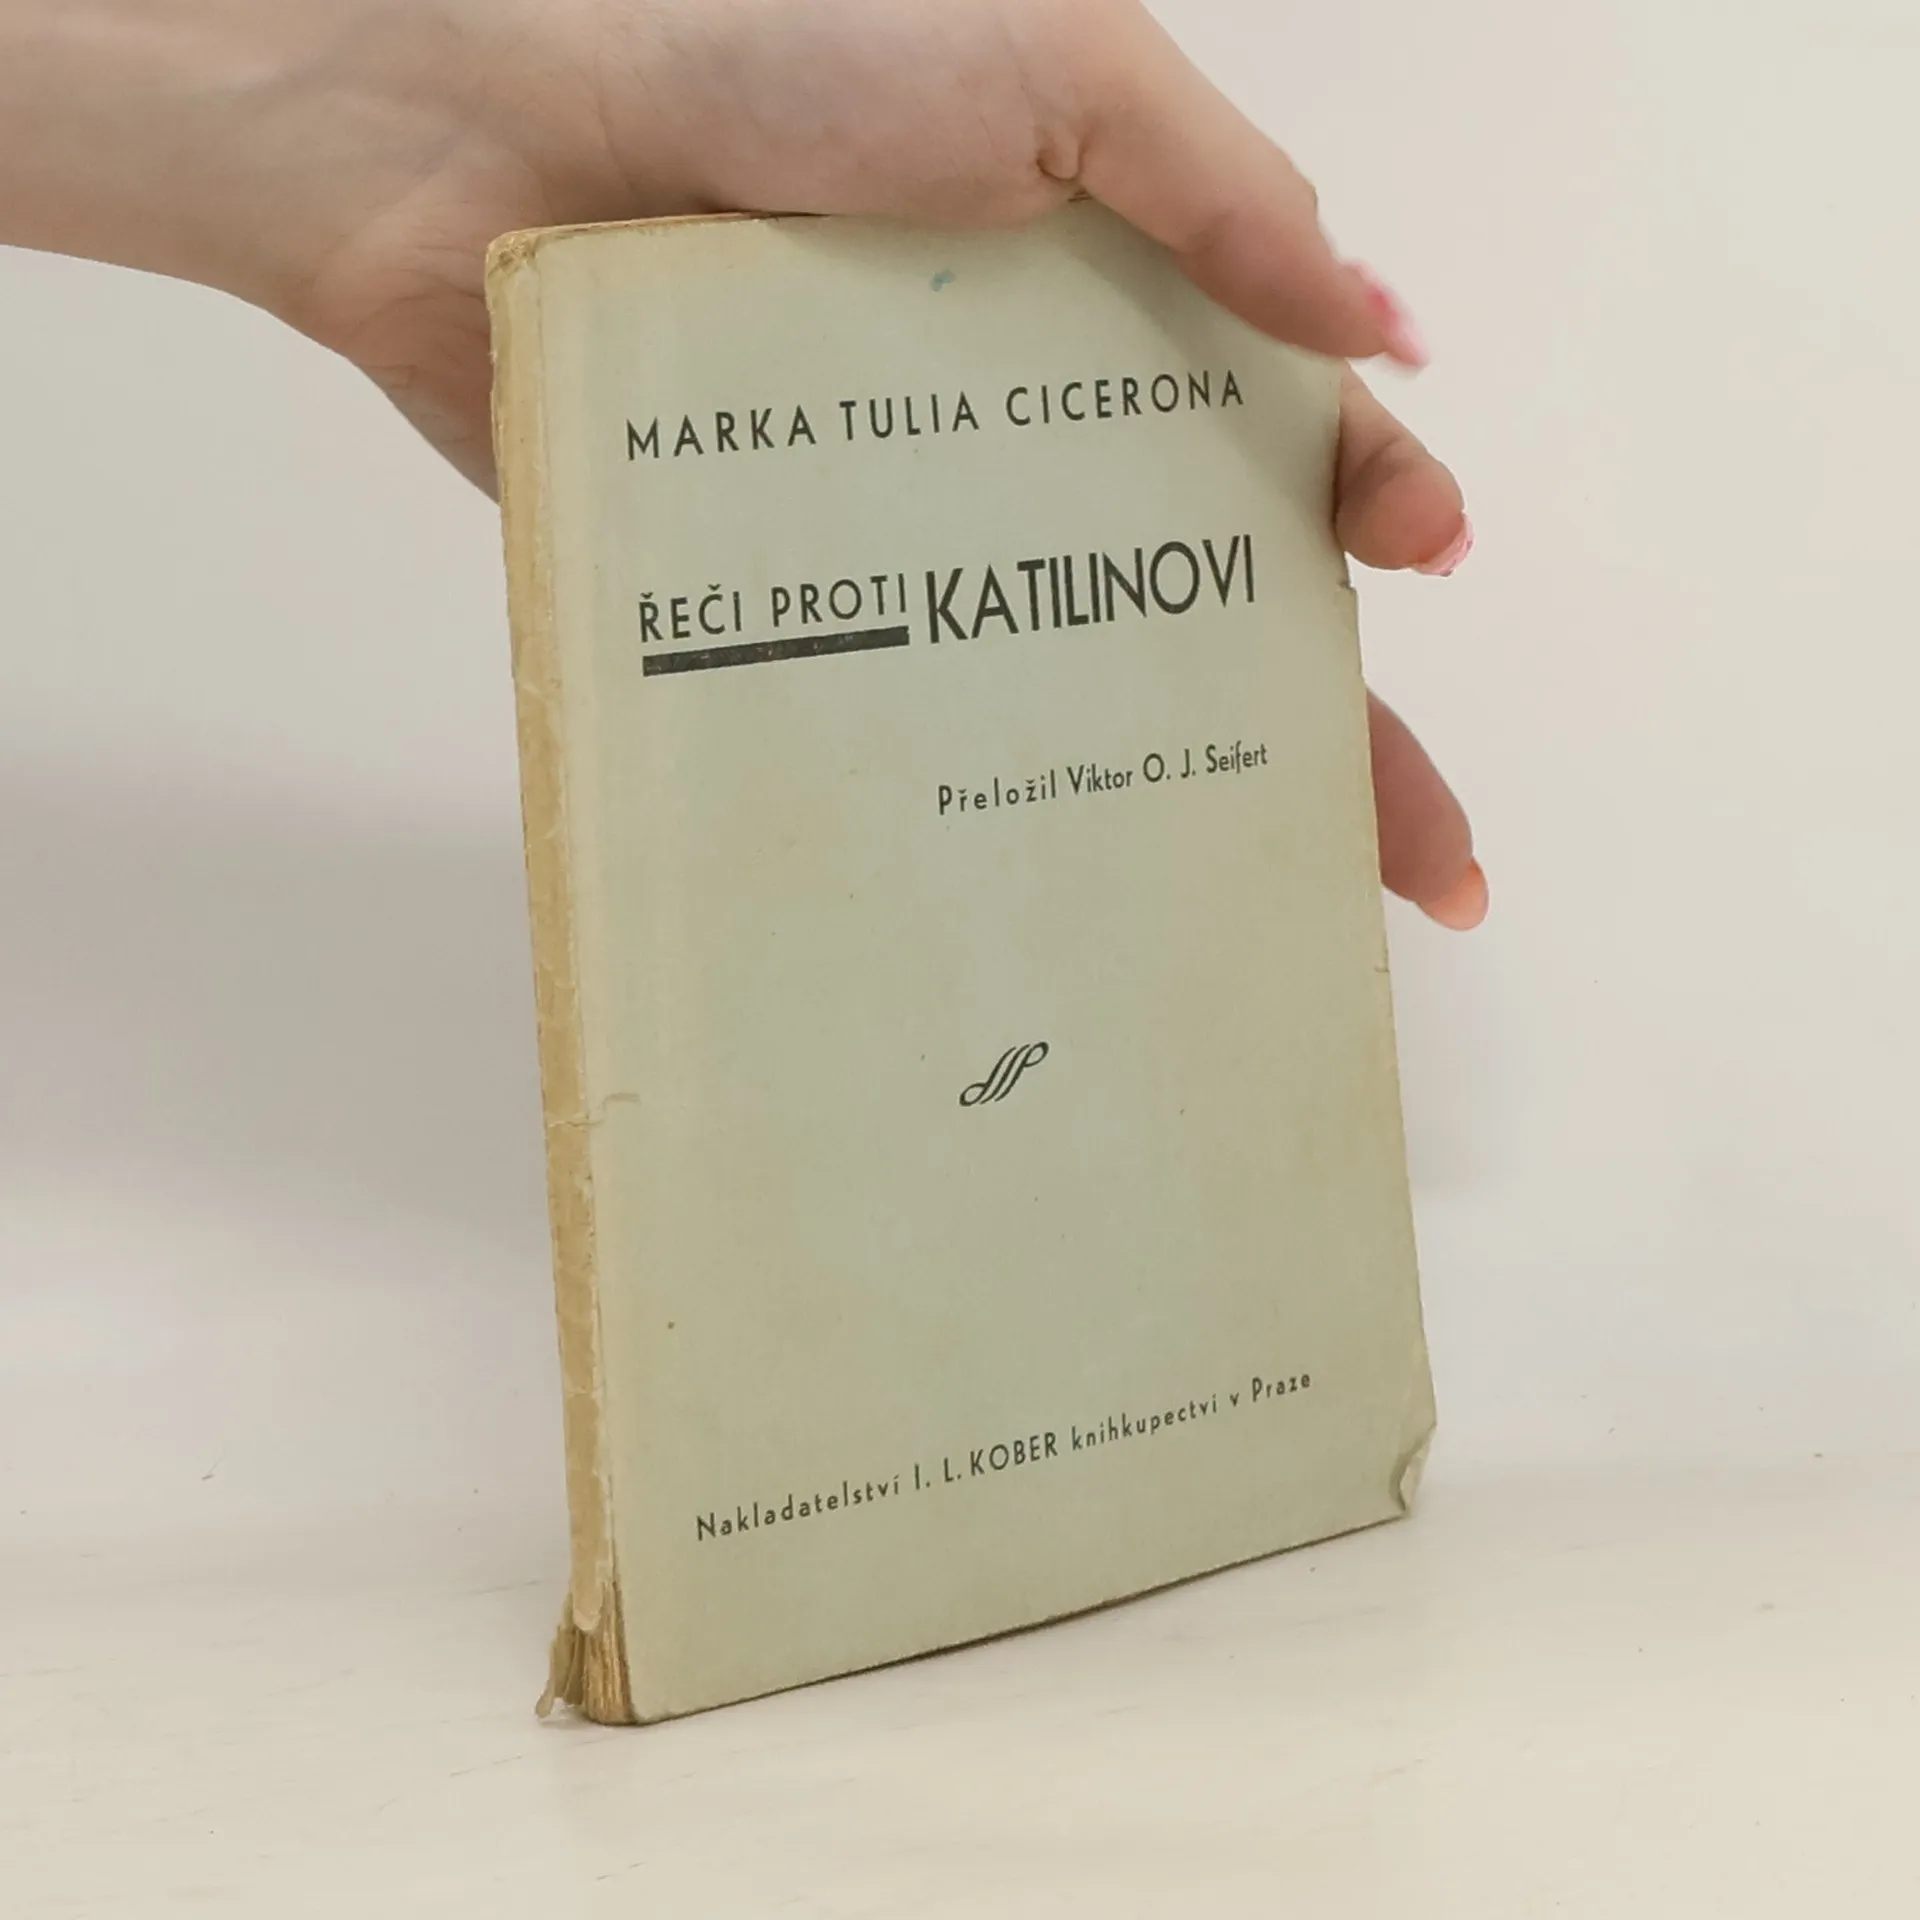 MARKA TULIA CICERONA
ŘEČI PROTI KATILINOVI
Přeložil Viktor O. J. Seifert
Nakladatelství I. L. KOBER knihkupectví v Praze